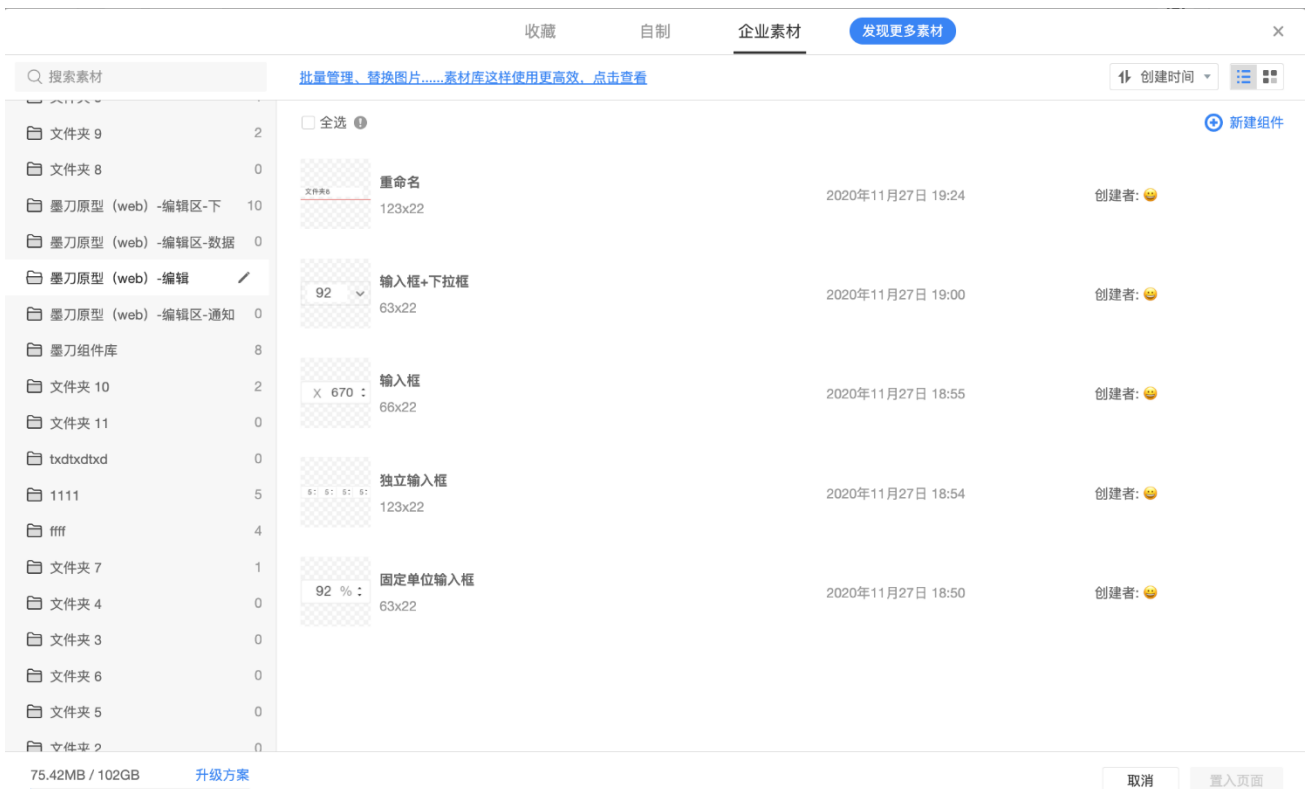 收藏 自制 企业素材 发现更多素材
搜索素材 批量管理、替换图片......素材库这样使用更高效，点击查看 创建时间
全选 新建组件
文件夹 9 2
文件夹 8 0
墨刀原型（web）-编辑区-下 10
墨刀原型（web）-编辑区-数据 0
墨刀原型（web）-编辑
墨刀原型（web）-编辑区-通知 0
墨刀组件库 8
文件夹 10 2
文件夹 11 0
txdtxdtxd 0
1111 5
ffff 4
文件夹 7 1
文件夹 4 0
文件夹 3 0
文件夹 6 0
文件夹 5 0
文件夹 2 0
文件夹6
重命名
123x22
2020年11月27日 19:24 创建者: 😀
92
输入框+下拉框
63x22
2020年11月27日 19:00 创建者: 😀
X 670
输入框
66x22
2020年11月27日 18:55 创建者: 😀
5: 5: 5: 5:
独立输入框
123x22
2020年11月27日 18:54 创建者: 😀
92 %
固定单位输入框
63x22
2020年11月27日 18:50 创建者: 😀
75.42MB / 102GB 升级方案 取消 置入页面